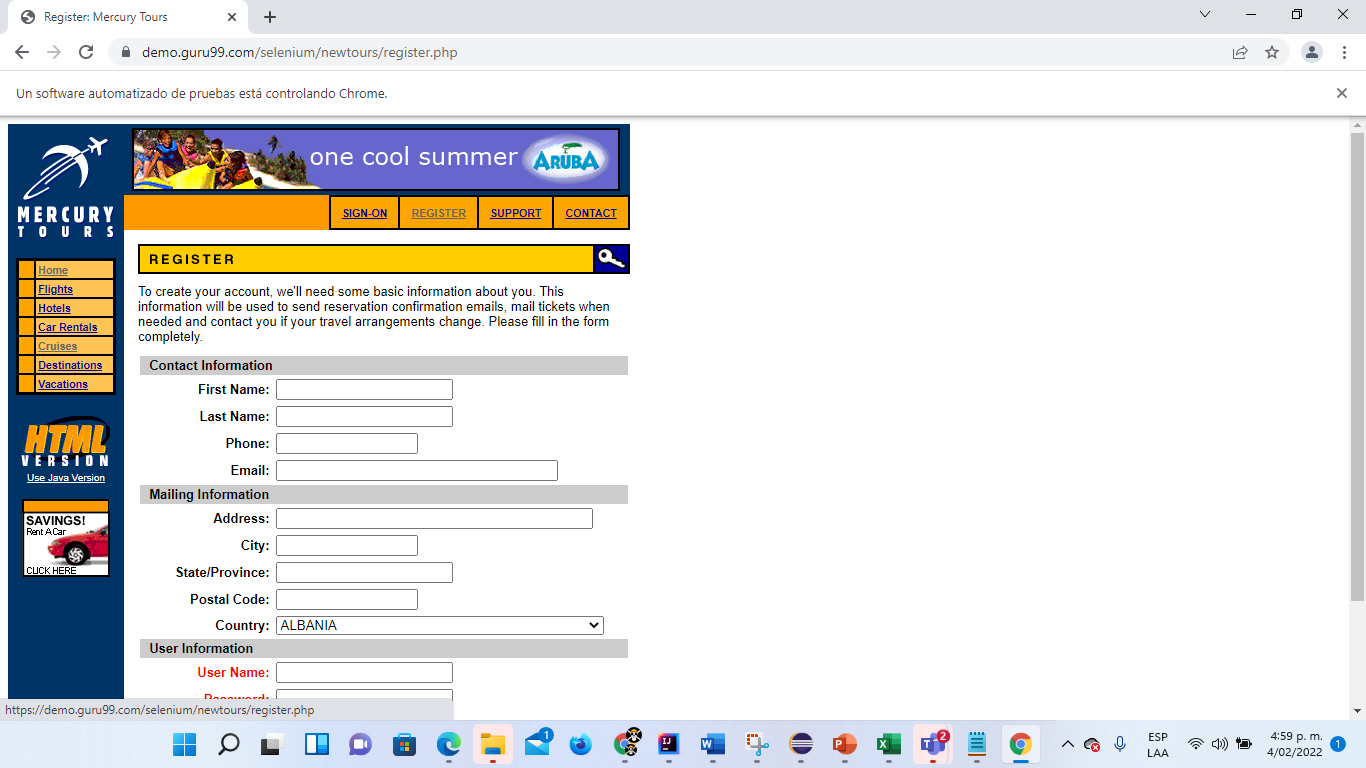 Register: Mercury Tours
demo.guru99.com/selenium/newtours/register.php
Un software automatizado de pruebas está controlando Chrome.
one cool summer
ARUBA
MERCURY
TOURS
SIGN-ON
REGISTER
SUPPORT
CONTACT
Home
Flights
Hotels
Car Rentals
Cruises
Destinations
Vacations
HTML
VERSION
Use Java Version
SAVINGS!
Rent A Car
CLICK HERE
REGISTER
To create your account, we'll need some basic information about you. This
information will be used to send reservation confirmation emails, mail tickets when
needed and contact you if your travel arrangements change. Please fill in the form
completely.
Contact Information
First Name:
Last Name:
Phone:
Email:
Mailing Information
Address:
City:
State/Province:
Postal Code:
Country: ALBANIA
User Information
User Name:
Password:
https://demo.guru99.com/selenium/newtours/register.php
1
2
ESP
LAA
4:59 p. m.
4/02/2022
1